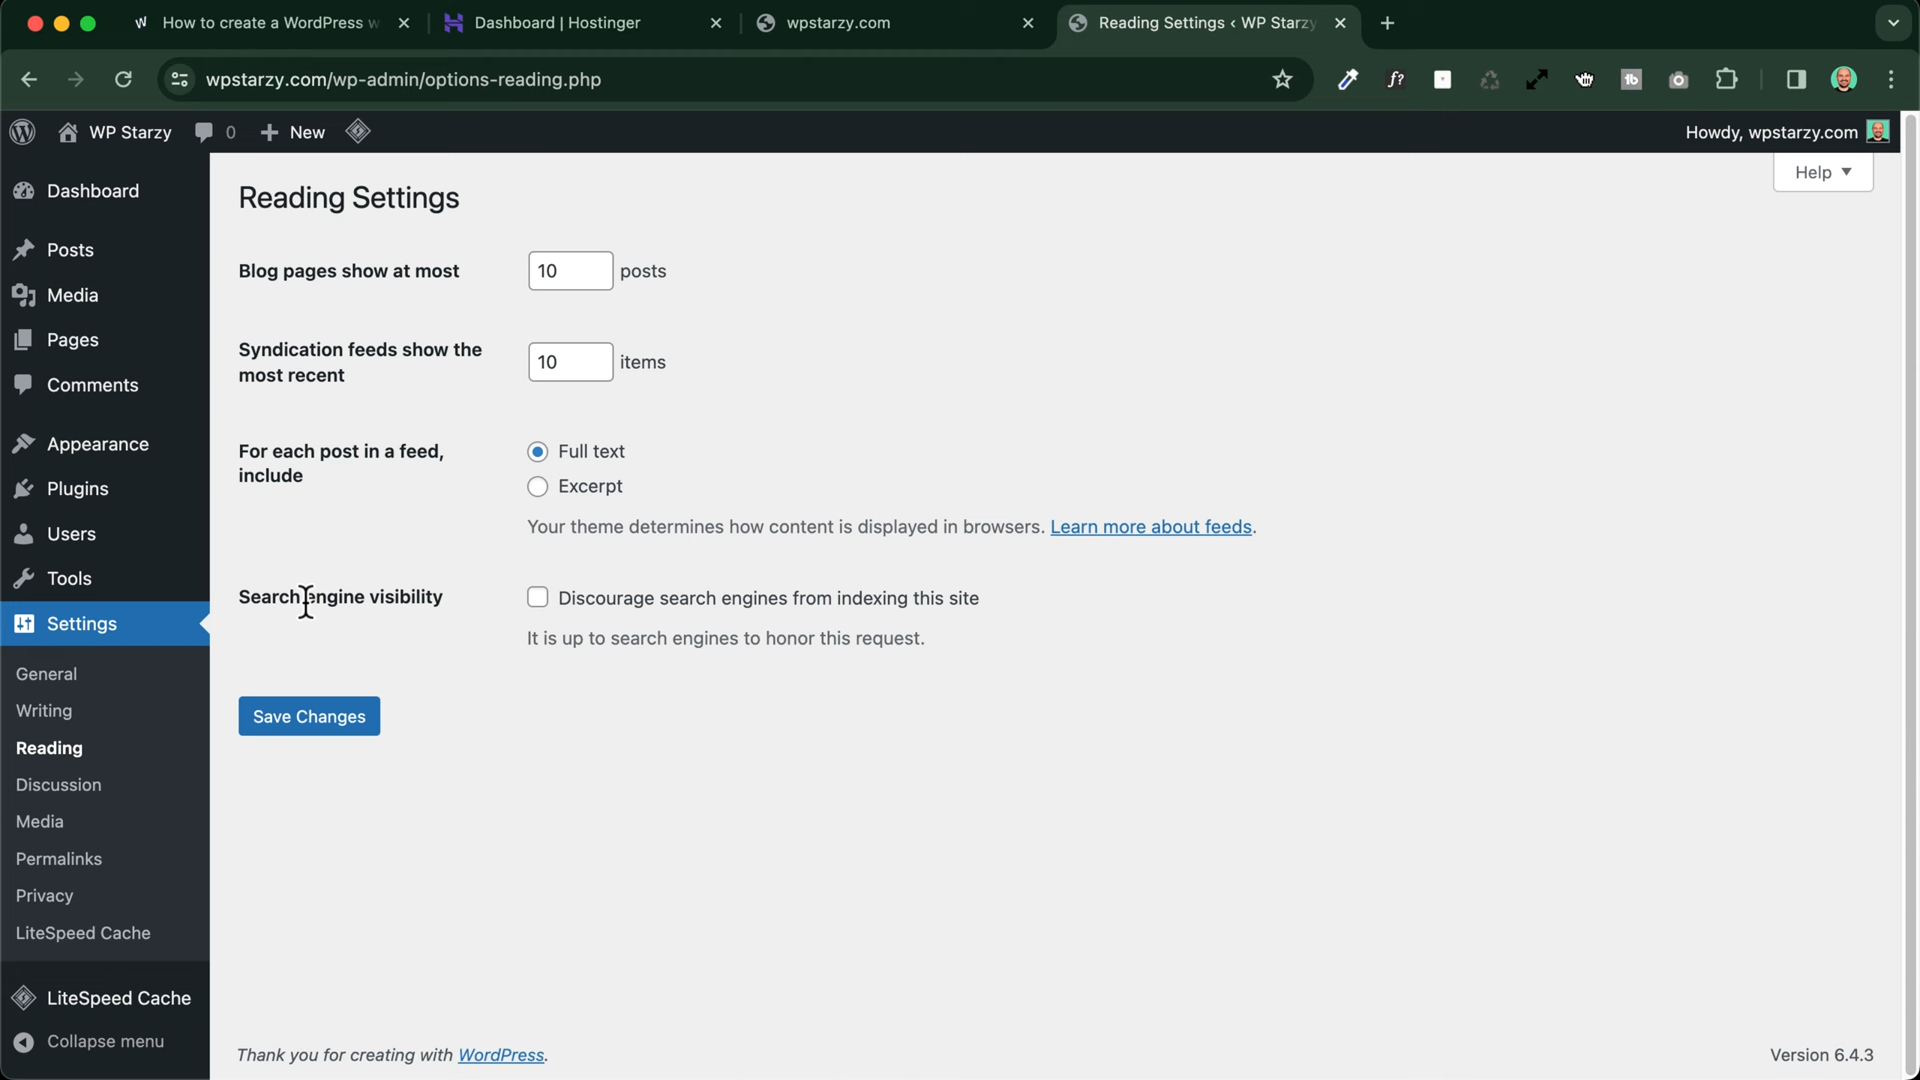 How to create a WordPress w
Dashboard | Hostinger
wpstarzy.com
Reading Settings ‹ WP Starzy
wpstarzy.com/wp-admin/options-reading.php
f?
tb
WP Starzy
0
New
Howdy, wpstarzy.com
Help
Dashboard
Posts
Media
Pages
Comments
Appearance
Plugins
Users
Tools
Settings
General
Writing
Reading
Discussion
Media
Permalinks
Privacy
LiteSpeed Cache
LiteSpeed Cache
Collapse menu
Reading Settings
Blog pages show at most
10 posts
Syndication feeds show the
most recent
10 items
For each post in a feed,
include
Full text
Excerpt
Your theme determines how content is displayed in browsers. Learn more about feeds.
Search engine visibility
Discourage search engines from indexing this site
It is up to search engines to honor this request.
Save Changes
Thank you for creating with WordPress.
Version 6.4.3